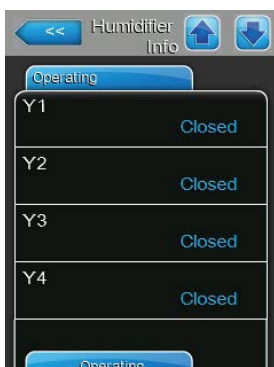 << Humidifier
Info
Operating
Y1
Closed
Y2
Closed
Y3
Closed
Y4
Closed
Operating